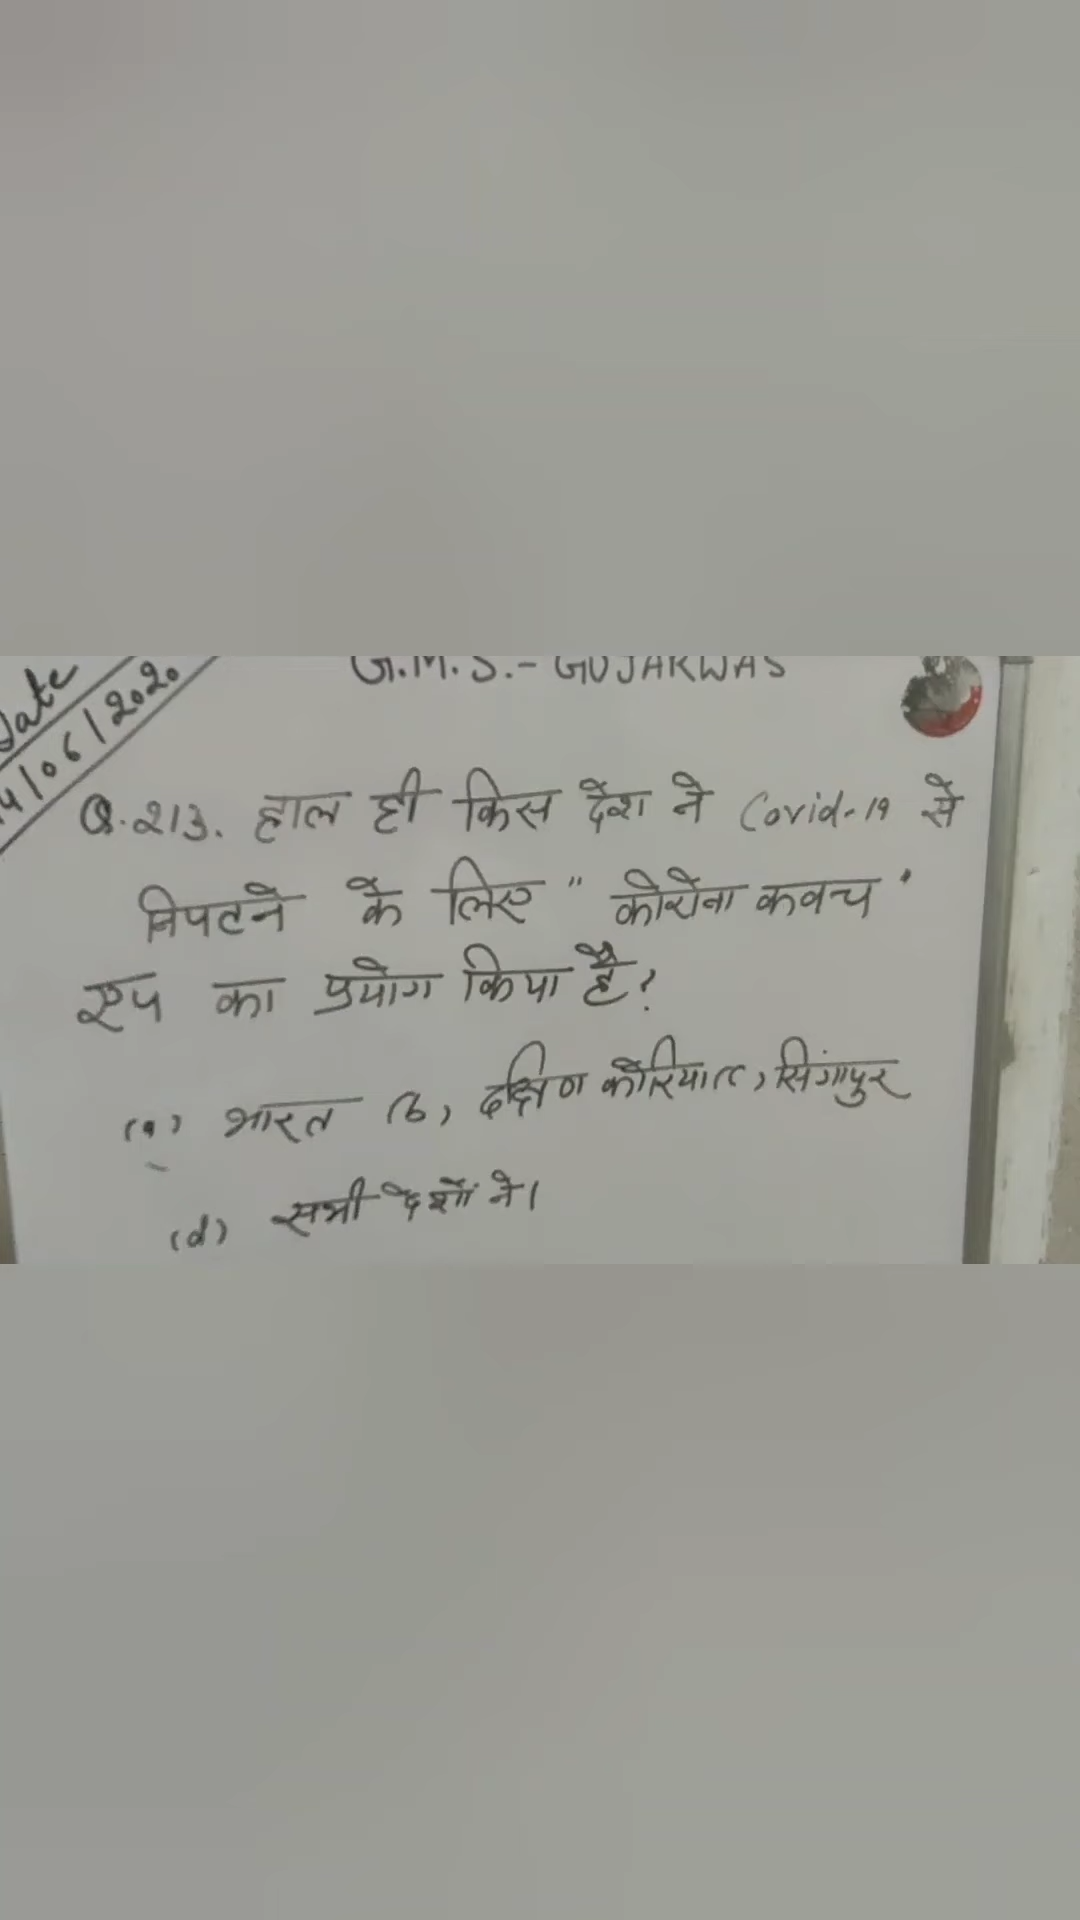 Date
G.M.S.- GUJARWAS
4/06/2020
Q.213. हाल ही किस देश ने Covid-19 से
निपटने के लिए "कोरोना कवच'
एप का प्रयोग किया है?
(a) भारत (b) दक्षिण कोरिया (c) सिंगापुर
(d) सभी देशों ने।